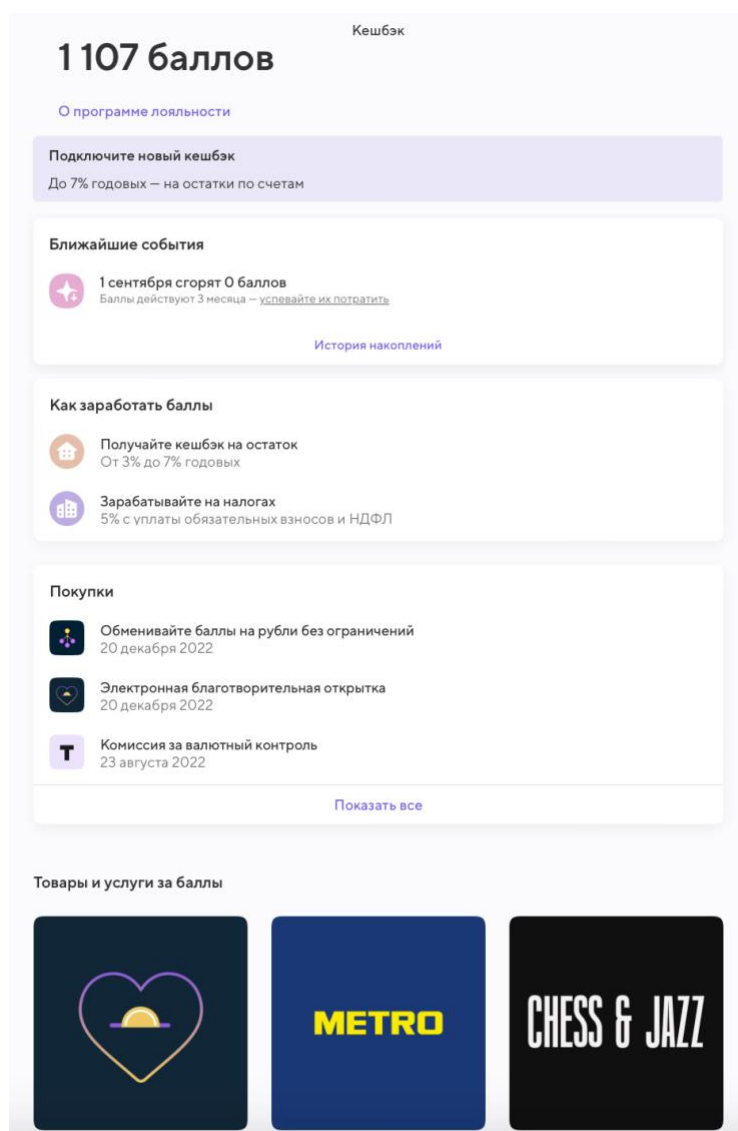 Кешбэк
1 107 баллов
О программе лояльности
Подключите новый кешбэк
До 7% годовых — на остатки по счетам
Ближайшие события
1 сентября сгорят 0 баллов
Баллы действуют 3 месяца — успевайте их потратить
История накоплений
Как заработать баллы
Получайте кешбэк на остаток
От 3% до 7% годовых
Зарабатывайте на налогах
5% с уплаты обязательных взносов и НДФЛ
Покупки
Обменивайте баллы на рубли без ограничений
20 декабря 2022
Электронная благотворительная открытка
20 декабря 2022
Т
Комиссия за валютный контроль
23 августа 2022
Показать все
Товары и услуги за баллы
METRO
CHESS & JAZZ